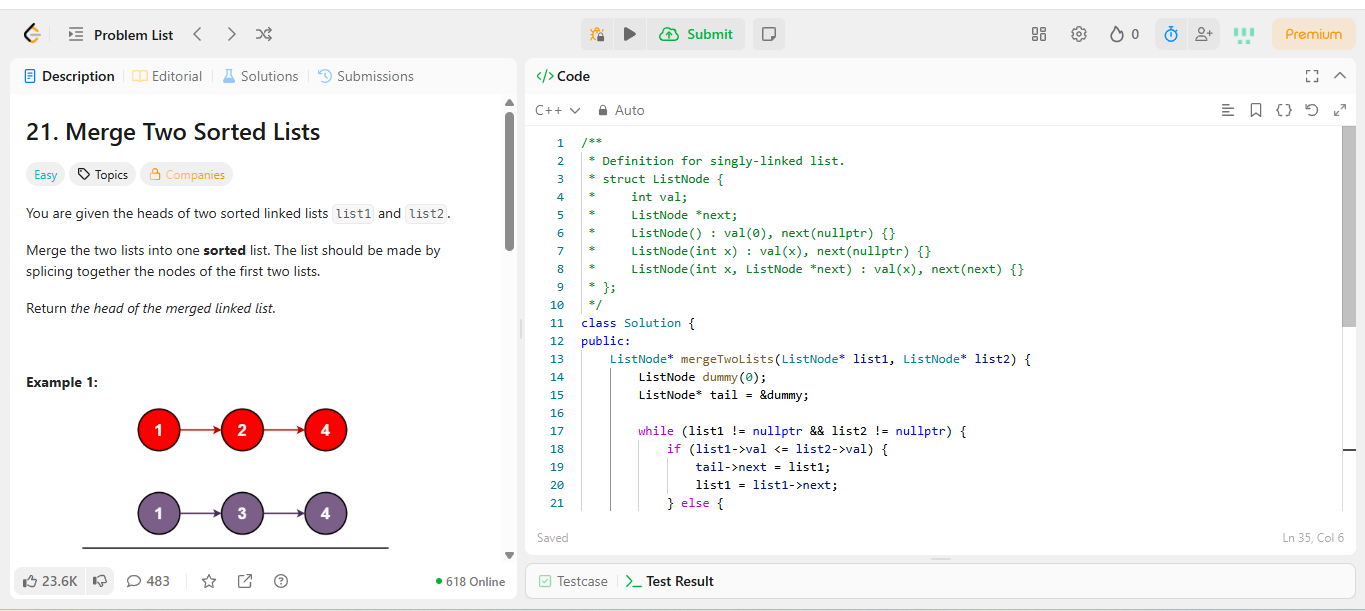 Problem List
Submit
0
Premium
Description
Editorial
Solutions
Submissions
21. Merge Two Sorted Lists
Easy
Topics
Companies
You are given the heads of two sorted linked lists list1 and list2.
Merge the two lists into one sorted list. The list should be made by
splicing together the nodes of the first two lists.
Return the head of the merged linked list.
Example 1:
1 2 4
1 3 4
23.6K
483
618 Online
</> Code
C++
Auto
1 /**
2  * Definition for singly-linked list.
3  * struct ListNode {
4  *     int val;
5  *     ListNode *next;
6  *     ListNode() : val(0), next(nullptr) {}
7  *     ListNode(int x) : val(x), next(nullptr) {}
8  *     ListNode(int x, ListNode *next) : val(x), next(next) {}
9  * };
10  */
11 class Solution {
12 public:
13     ListNode* mergeTwoLists(ListNode* list1, ListNode* list2) {
14         ListNode dummy(0);
15         ListNode* tail = &dummy;
16
17         while (list1 != nullptr && list2 != nullptr) {
18             if (list1->val <= list2->val) {
19                 tail->next = list1;
20                 list1 = list1->next;
21             } else {
Saved
Ln 35, Col 6
Testcase
Test Result